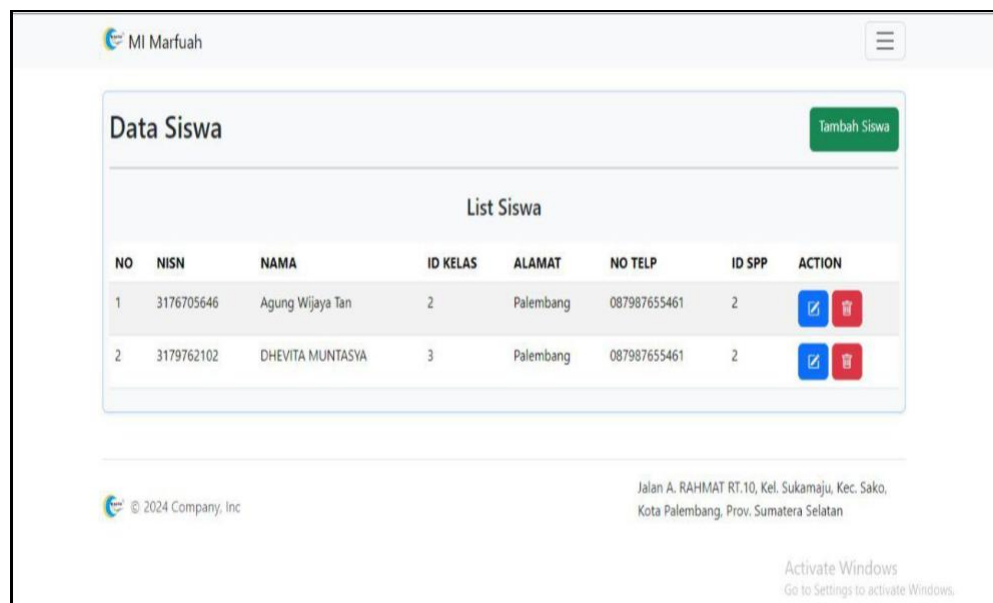 MI Marfuah
Data Siswa
Tambah Siswa
List Siswa
NO NISN NAMA ID KELAS ALAMAT NO TELP ID SPP ACTION
1 3176705646 Agung Wijaya Tan 2 Palembang 087987655461 2
2 3179762102 DHEVITA MUNTASYA 3 Palembang 087987655461 2
© 2024 Company, Inc
Jalan A. RAHMAT RT.10, Kel. Sukamaju, Kec. Sako,
Kota Palembang, Prov. Sumatera Selatan
Activate Windows
Go to Settings to activate Windows.